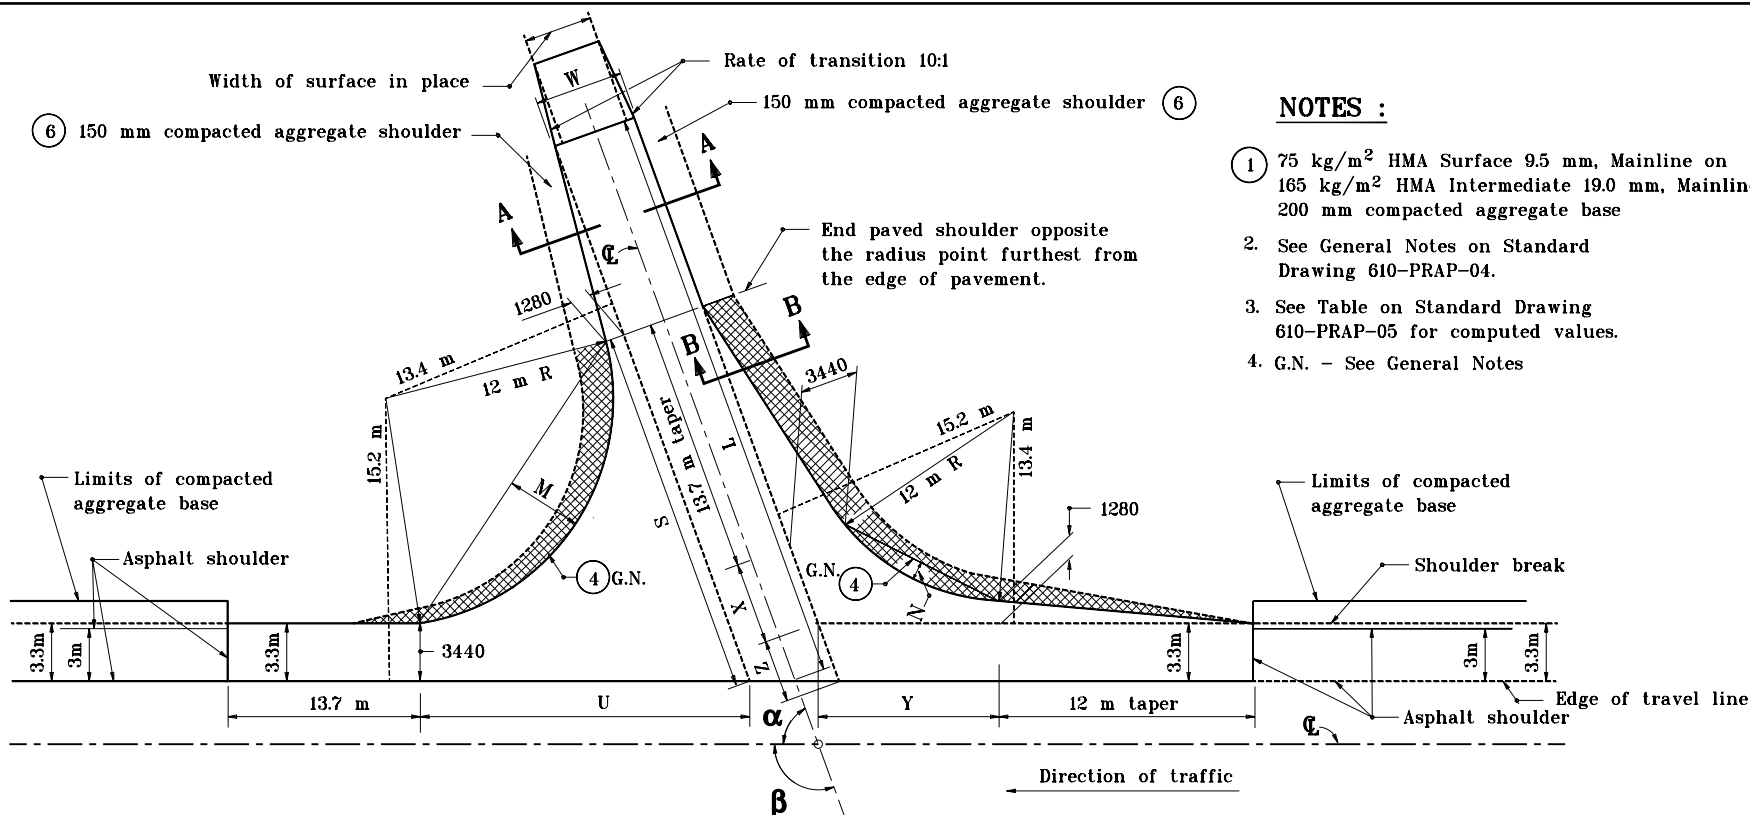 Width of surface in place
W
Rate of transition 10:1
150 mm compacted aggregate shoulder 6
6 150 mm compacted aggregate shoulder
A
A
NOTES :
1 75 kg/m² HMA Surface 9.5 mm, Mainline on
165 kg/m² HMA Intermediate 19.0 mm, Mainlin
200 mm compacted aggregate base
2. See General Notes on Standard
Drawing 610-PRAP-04.
3. See Table on Standard Drawing
610-PRAP-05 for computed values.
4. G.N. - See General Notes
End paved shoulder opposite
the radius point furthest from
the edge of pavement.
℄
1280
B
B
13.4 m
12 m R
3440
15.2 m
13.7 m taper
L
S
M
15.2 m
12 m R
13.4 m
Limits of compacted
aggregate base
Asphalt shoulder
4 G.N.
G.N. 4
N
X
Z
1280
Limits of compacted
aggregate base
Shoulder break
3.3m
3m
3.3m
3440
3.3m
3m
3.3m
13.7 m
U
Y
12 m taper
Edge of travel line
Asphalt shoulder
α
β
℄
Direction of traffic